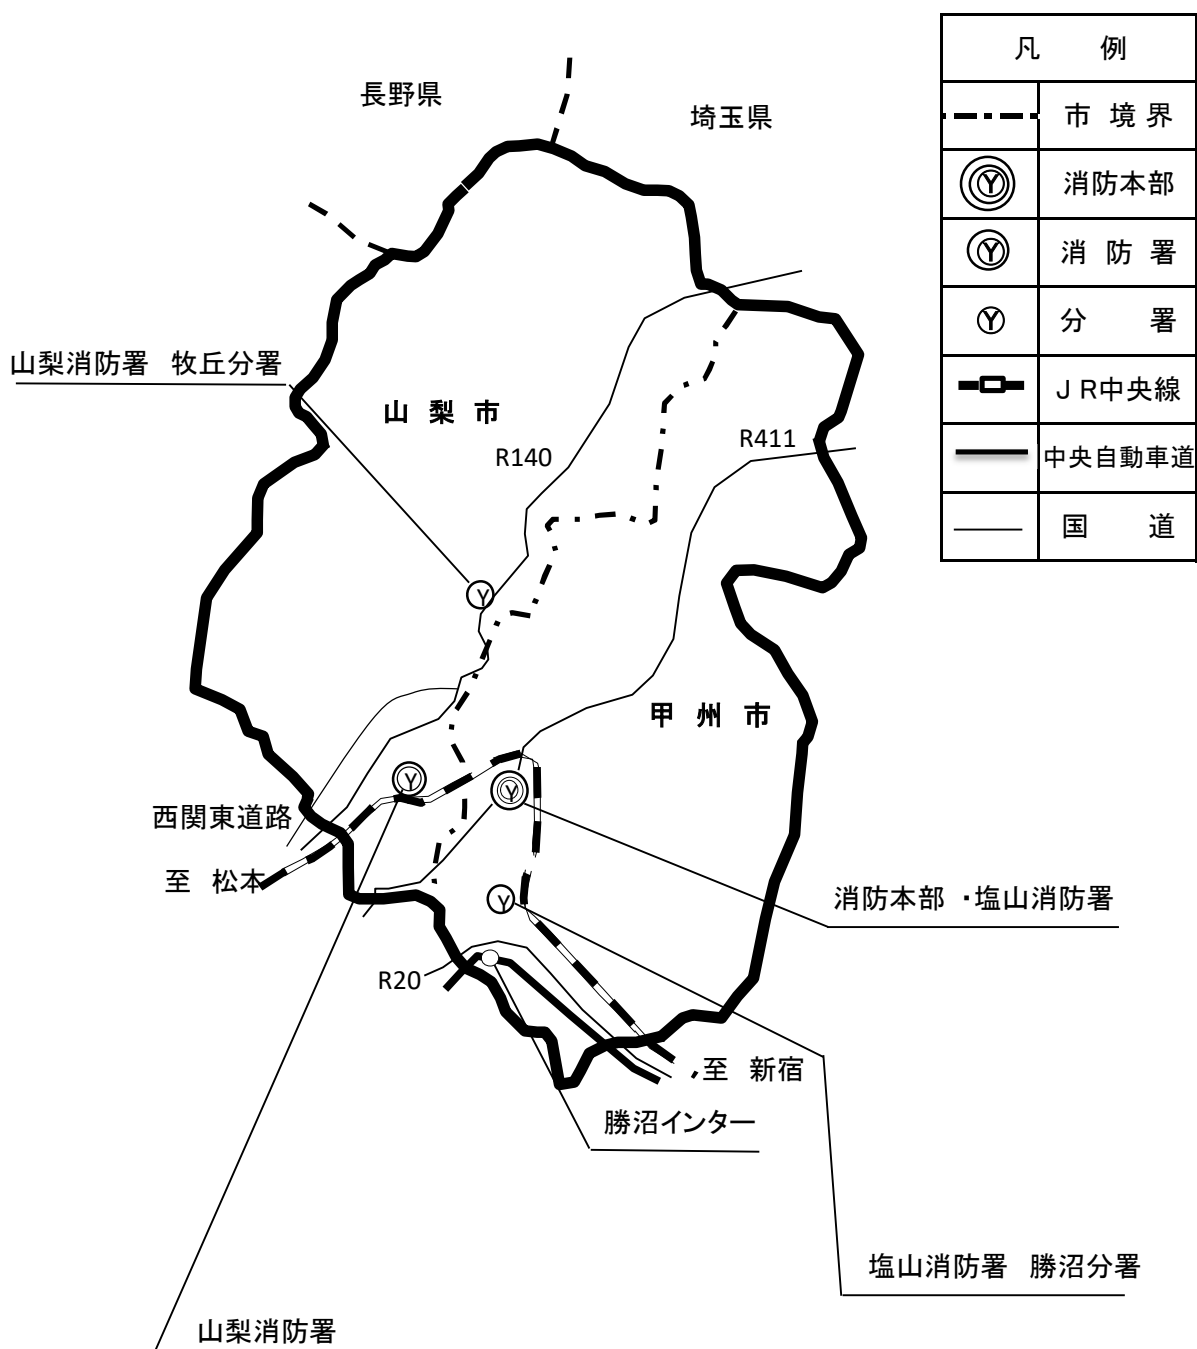 凡 例
長野県
埼玉県
市 境 界
Y 消防本部
Y 消 防 署
Y 分 署
山梨消防署 牧丘分署
ＪＲ中央線
山 梨 市
R411
R140
中央自動車道
国 道
Y
甲 州 市
Y
Y
西関東道路
至 松本
Y
消防本部 ・塩山消防署
R20
至 新宿
勝沼インター
塩山消防署 勝沼分署
山梨消防署